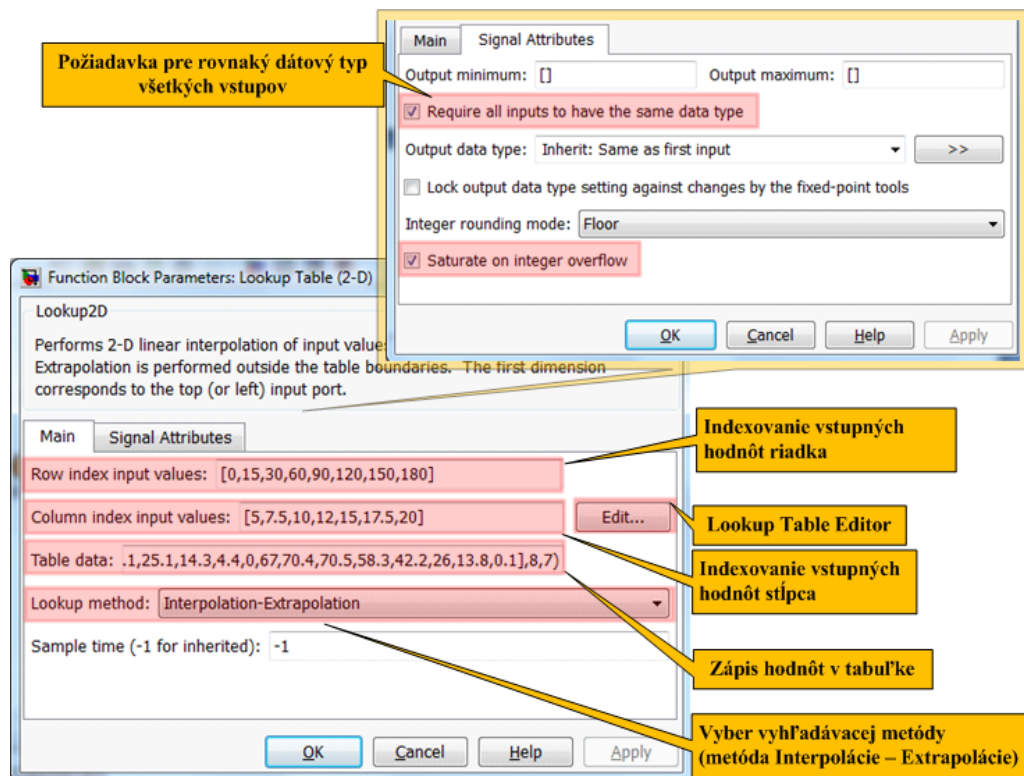 Main
Signal Attributes
Požiadavka pre rovnaký dátový typ
všetkých vstupov
Output minimum: []
Output maximum: []
Require all inputs to have the same data type
Output data type: Inherit: Same as first input
>>
Lock output data type setting against changes by the fixed-point tools
Integer rounding mode: Floor
Saturate on integer overflow
OK
Cancel
Help
Apply
Function Block Parameters: Lookup Table (2-D)
Lookup2D
Performs 2-D linear interpolation of input value
Extrapolation is performed outside the table boundaries. The first dimension
corresponds to the top (or left) input port.
Main
Signal Attributes
Indexovanie vstupných
hodnôt riadka
Row index input values: [0,15,30,60,90,120,150,180]
Column index input values: [5,7.5,10,12,15,17.5,20]
Edit...
Lookup Table Editor
Table data: .1,25.1,14.3,4.4,0,67,70.4,70.5,58.3,42.2,26,13.8,0.1],8,7)
Indexovanie vstupných
hodnôt stĺpca
Lookup method: Interpolation-Extrapolation
Sample time (-1 for inherited): -1
Zápis hodnôt v tabuľke
Vyber vyhľadávacej metódy
(metóda Interpolácie – Extrapolácie)
OK
Cancel
Help
Apply